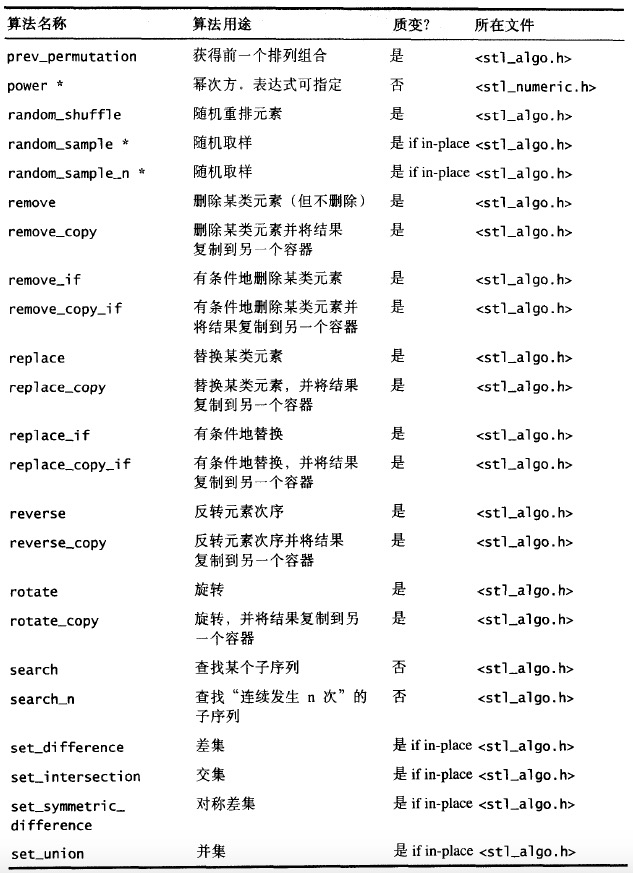 算法名称 算法用途 质变? 所在文件
prev_permutation 获得前一个排列组合 是 <stl_algo.h>
power * 幂次方。表达式可指定 否 <stl_numeric.h>
random_shuffle 随机重排元素 是 <stl_algo.h>
random_sample * 随机取样 是 if in-place <stl_algo.h>
random_sample_n * 随机取样 是 if in-place <stl_algo.h>
remove 删除某类元素（但不删除） 是 <stl_algo.h>
remove_copy 删除某类元素并将结果 是 <stl_algo.h>
复制到另一个容器
remove_if 有条件地删除某类元素 是 <stl_algo.h>
remove_copy_if 有条件地删除某类元素并 是 <stl_algo.h>
将结果复制到另一个容器
replace 替换某类元素 是 <stl_algo.h>
replace_copy 替换某类元素，并将结果 是 <stl_algo.h>
复制到另一个容器
replace_if 有条件地替换 是 <stl_algo.h>
replace_copy_if 有条件地替换，并将结果 是 <stl_algo.h>
复制到另一个容器
reverse 反转元素次序 是 <stl_algo.h>
reverse_copy 反转元素次序并将结果 是 <stl_algo.h>
复制到另一个容器
rotate 旋转 是 <stl_algo.h>
rotate_copy 旋转，并将结果复制到另 是 <stl_algo.h>
一个容器
search 查找某个子序列 否 <stl_algo.h>
search_n 查找“连续发生 n 次”的 否 <stl_algo.h>
子序列
set_difference 差集 是 if in-place <stl_algo.h>
set_intersection 交集 是 if in-place <stl_algo.h>
set_symmetric_ 对称差集 是 if in-place <stl_algo.h>
difference
set_union 并集 是 if in-place <stl_algo.h>